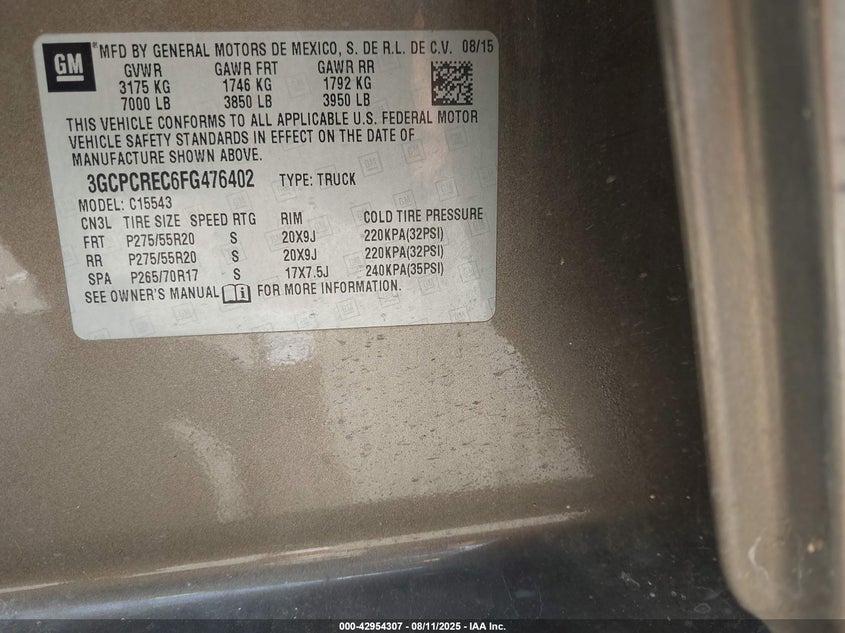 GM ® MFD BY GENERAL MOTORS DE MEXICO, S. DE R.L. DE C.V. 08/15
GVWR GAWR FRT GAWR RR
3175 KG 1746 KG 1792 KG
7000 LB 3850 LB 3950 LB
THIS VEHICLE CONFORMS TO ALL APPLICABLE U.S. FEDERAL MOTOR
VEHICLE SAFETY STANDARDS IN EFFECT ON THE DATE OF
MANUFACTURE SHOWN ABOVE.
3GCPCREC6FG476402 TYPE: TRUCK
MODEL: C15543
CN3L TIRE SIZE SPEED RTG RIM COLD TIRE PRESSURE
FRT P275/55R20 S 20X9J 220KPA(32PSI)
RR P275/55R20 S 20X9J 220KPA(32PSI)
SPA P265/70R17 S 17X7.5J 240KPA(35PSI)
SEE OWNER'S MANUAL FOR MORE INFORMATION.
000-42954307 - 08/11/2025 - IAA Inc.